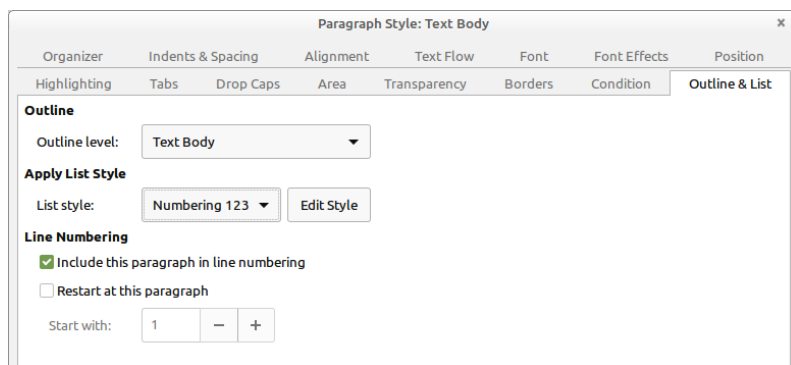 Paragraph Style: Text Body ×
Organizer Indents & Spacing Alignment Text Flow Font Font Effects Position
Highlighting Tabs Drop Caps Area Transparency Borders Condition Outline & List
Outline
Outline level: Text Body
Apply List Style
List style: Numbering 123 Edit Style
Line Numbering
Include this paragraph in line numbering
Restart at this paragraph
Start with: 1 − +